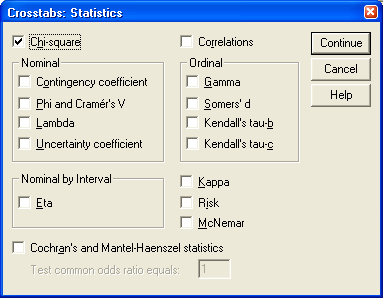 Crosstabs: Statistics
Chi-square
Correlations
Continue
Nominal
Ordinal
Cancel
Contingency coefficient
Gamma
Help
Phi and Cramér's V
Somers' d
Lambda
Kendall's tau-b
Uncertainty coefficient
Kendall's tau-c
Nominal by Interval
Kappa
Eta
Risk
McNemar
Cochran's and Mantel-Haenszel statistics
Test common odds ratio equals:
1